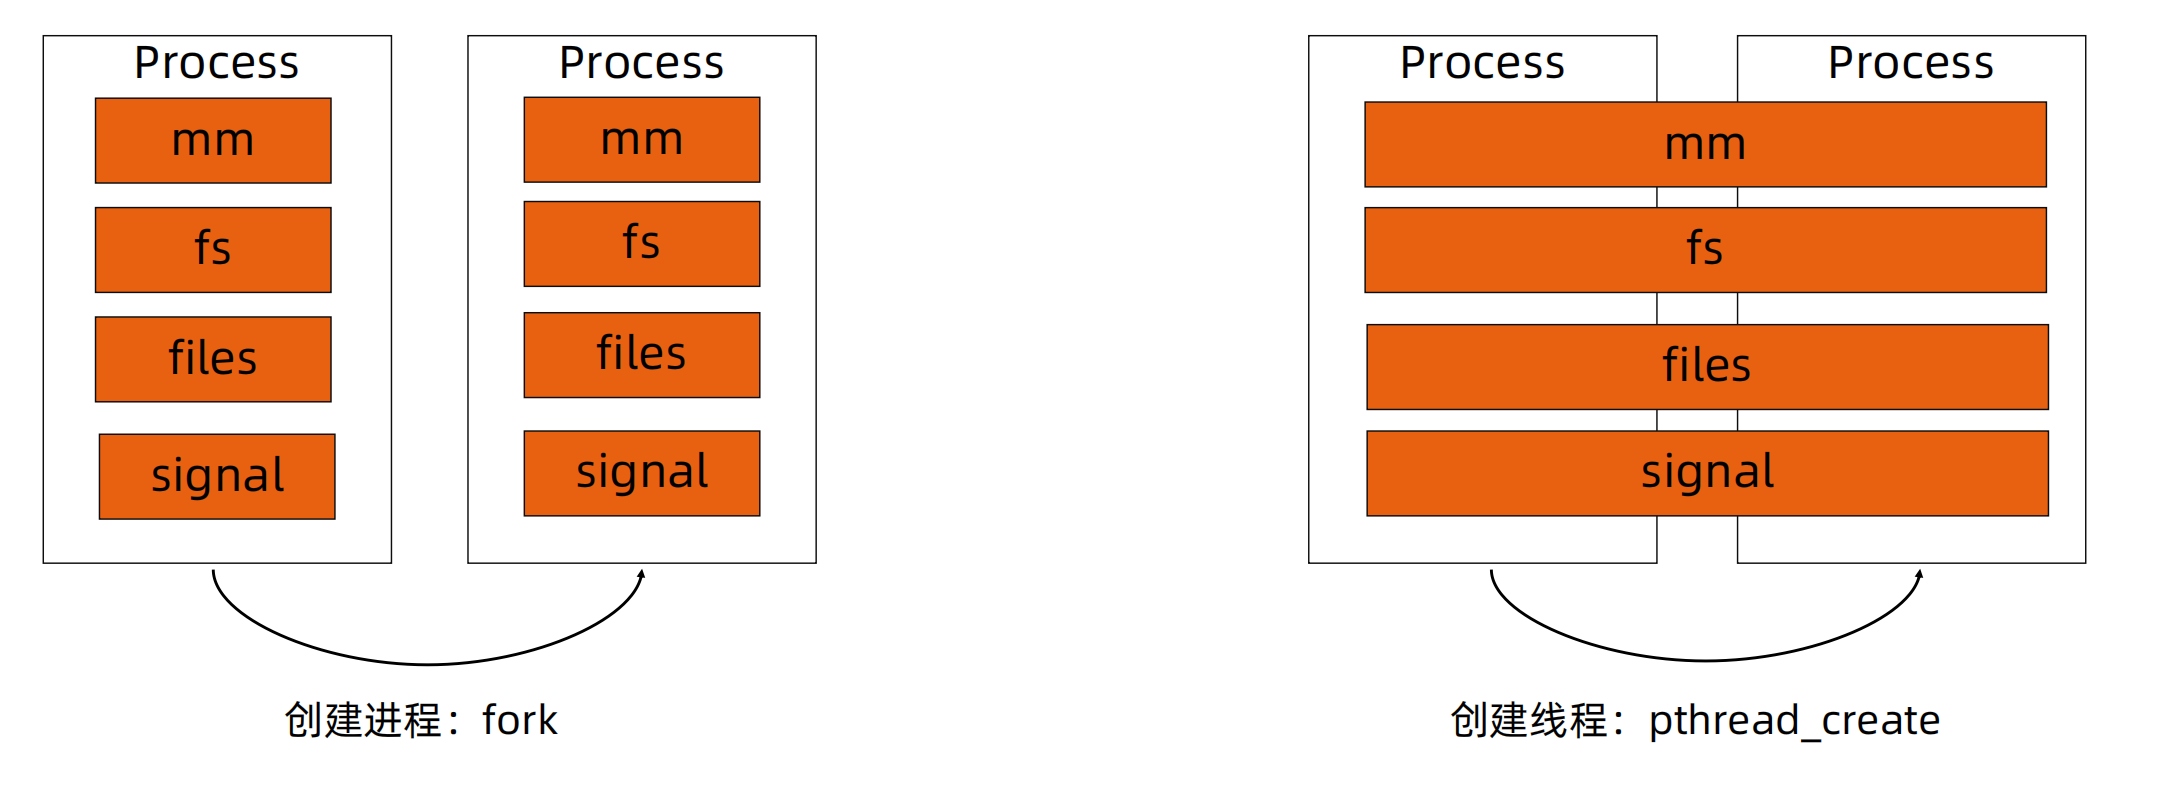 Process
mm
fs
files
signal
Process
mm
fs
files
signal
创建进程：fork
Process
Process
mm
fs
files
signal
创建线程：pthread_create